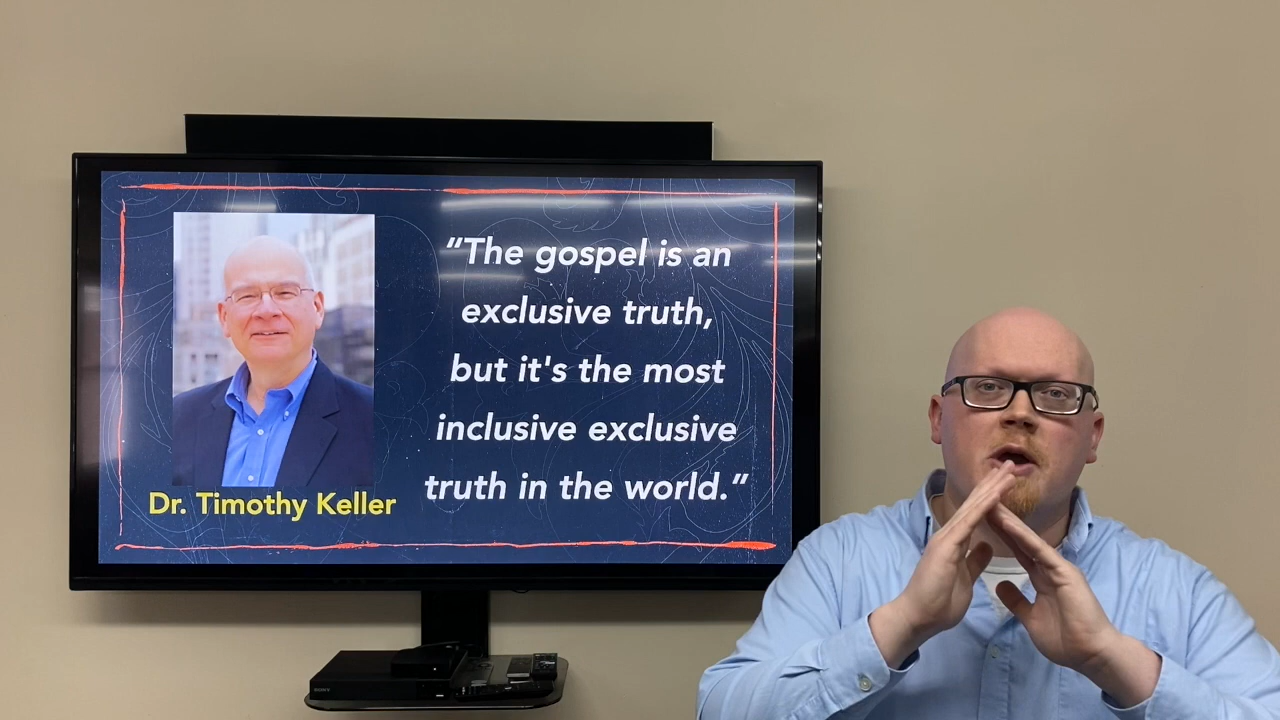 “The gospel is an
exclusive truth,
but it's the most
inclusive exclusive
truth in the world.”
Dr. Timothy Keller
SONY